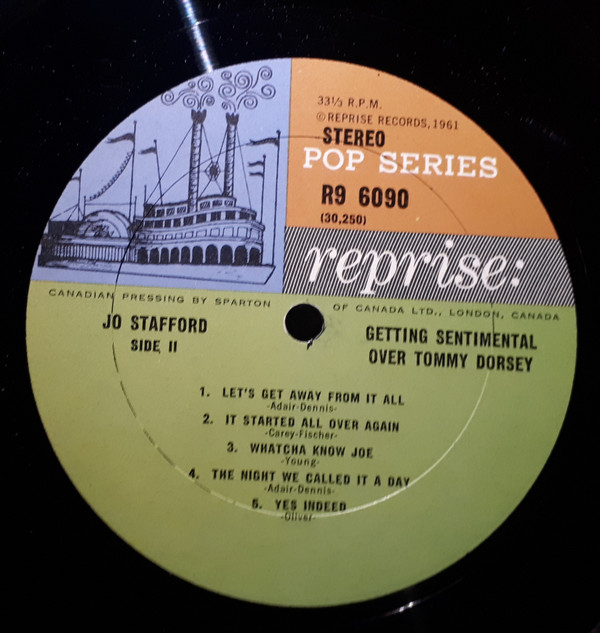 33⅓ R.P.M.
© REPRISE RECORDS, 1961
STEREO
POP SERIES
R9 6090
(30,250)
reprise:
CANADIAN PRESSING BY SPARTON OF CANADA LTD., LONDON, CANADA
JO STAFFORD
SIDE II
GETTING SENTIMENTAL
OVER TOMMY DORSEY
1. LET'S GET AWAY FROM IT ALL
-Adair-Dennis-
2. IT STARTED ALL OVER AGAIN
-Carey-Fischer-
3. WHATCHA KNOW JOE
-Young-
4. THE NIGHT WE CALLED IT A DAY
-Adair-Dennis-
5. YES INDEED
-Oliver-